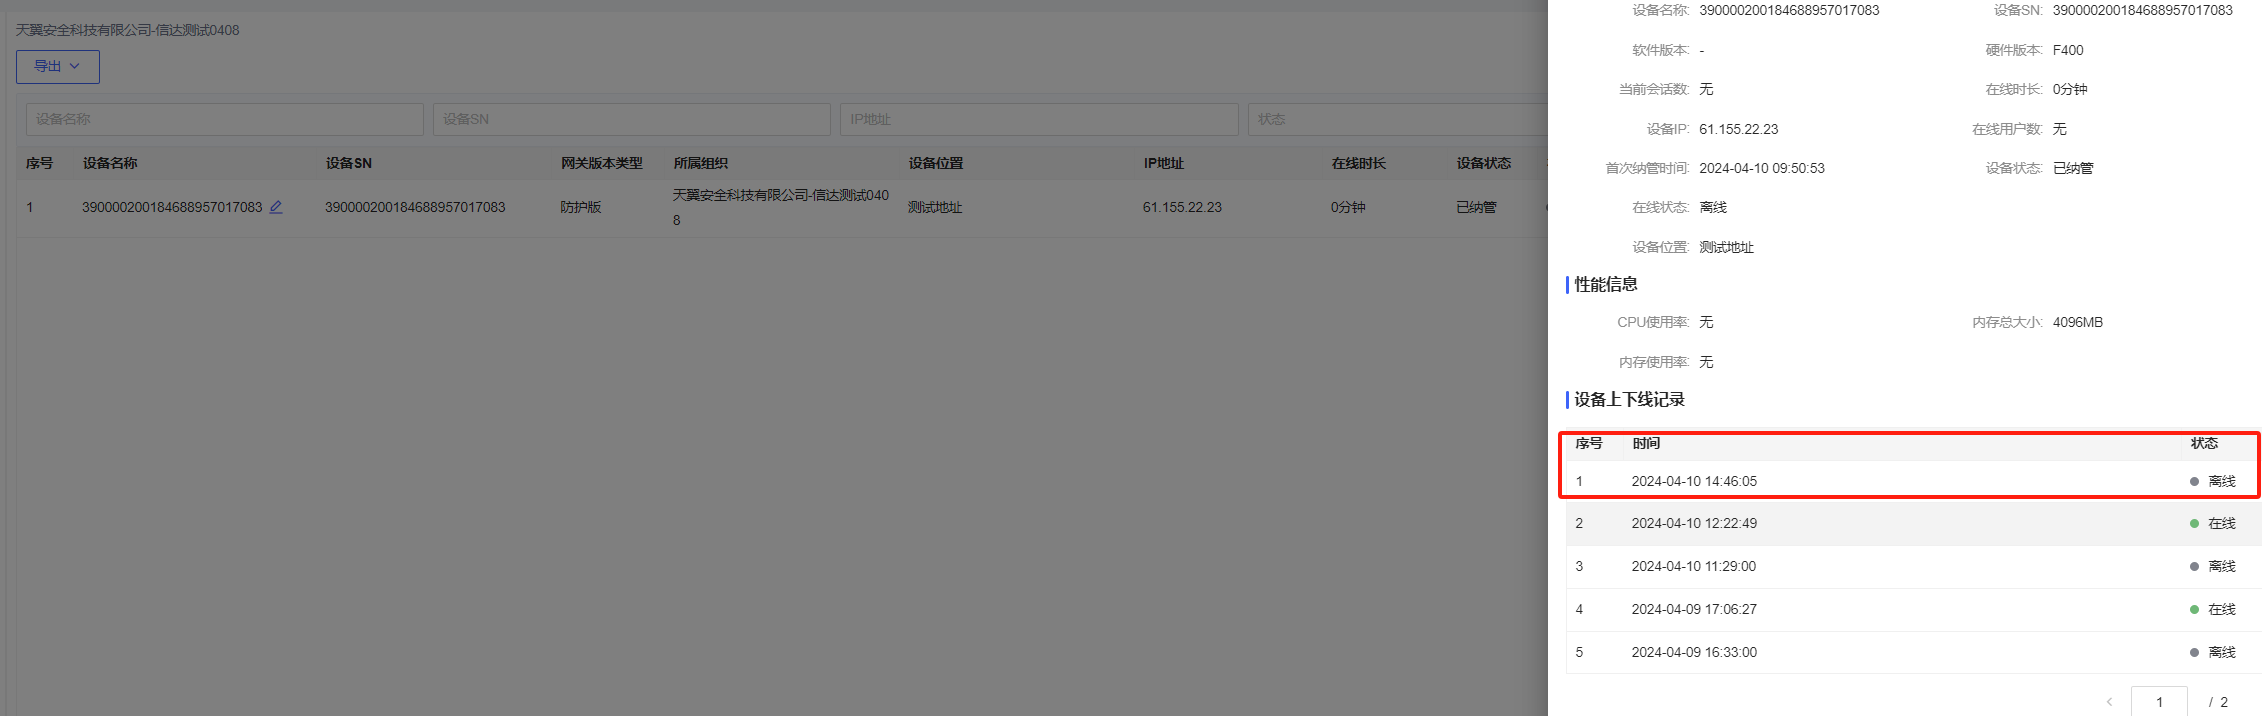 天翼安全科技有限公司-信达测试0408
导出
设备名称 设备SN IP地址 状态
序号 设备名称 设备SN 网关版本类型 所属组织 设备位置 IP地址 在线时长 设备状态
1 390000200184688957017083 390000200184688957017083 防护版 天翼安全科技有限公司-信达测试040 测试地址 61.155.22.23 0分钟 已纳管
8
设备名称: 390000200184688957017083 设备SN: 390000200184688957017083
软件版本: - 硬件版本: F400
当前会话数: 无 在线时长: 0分钟
设备IP: 61.155.22.23 在线用户数: 无
首次纳管时间: 2024-04-10 09:50:53 设备状态: 已纳管
在线状态: 离线
设备位置: 测试地址
性能信息
CPU使用率: 无 内存总大小: 4096MB
内存使用率: 无
设备上下线记录
序号 时间 状态
1 2024-04-10 14:46:05 离线
2 2024-04-10 12:22:49 在线
3 2024-04-10 11:29:00 离线
4 2024-04-09 17:06:27 在线
5 2024-04-09 16:33:00 离线
< 1 / 2